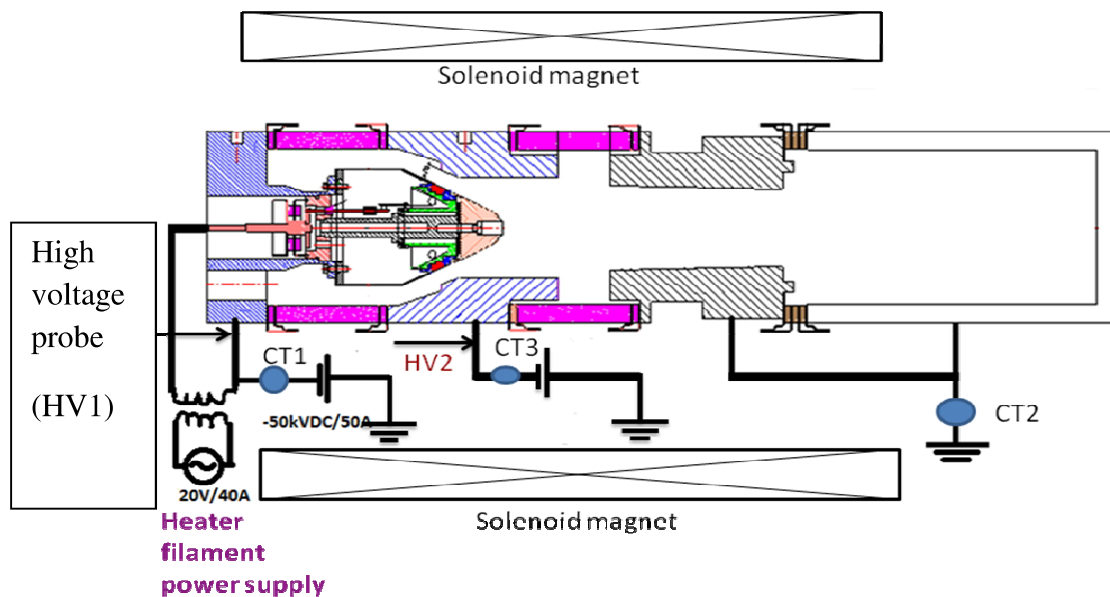 Solenoid magnet
High
voltage
probe
(HV1)
CT1
HV2
CT3
-50kVDC/50A
CT2
20V/40A
Solenoid magnet
Heater
filament
power supply